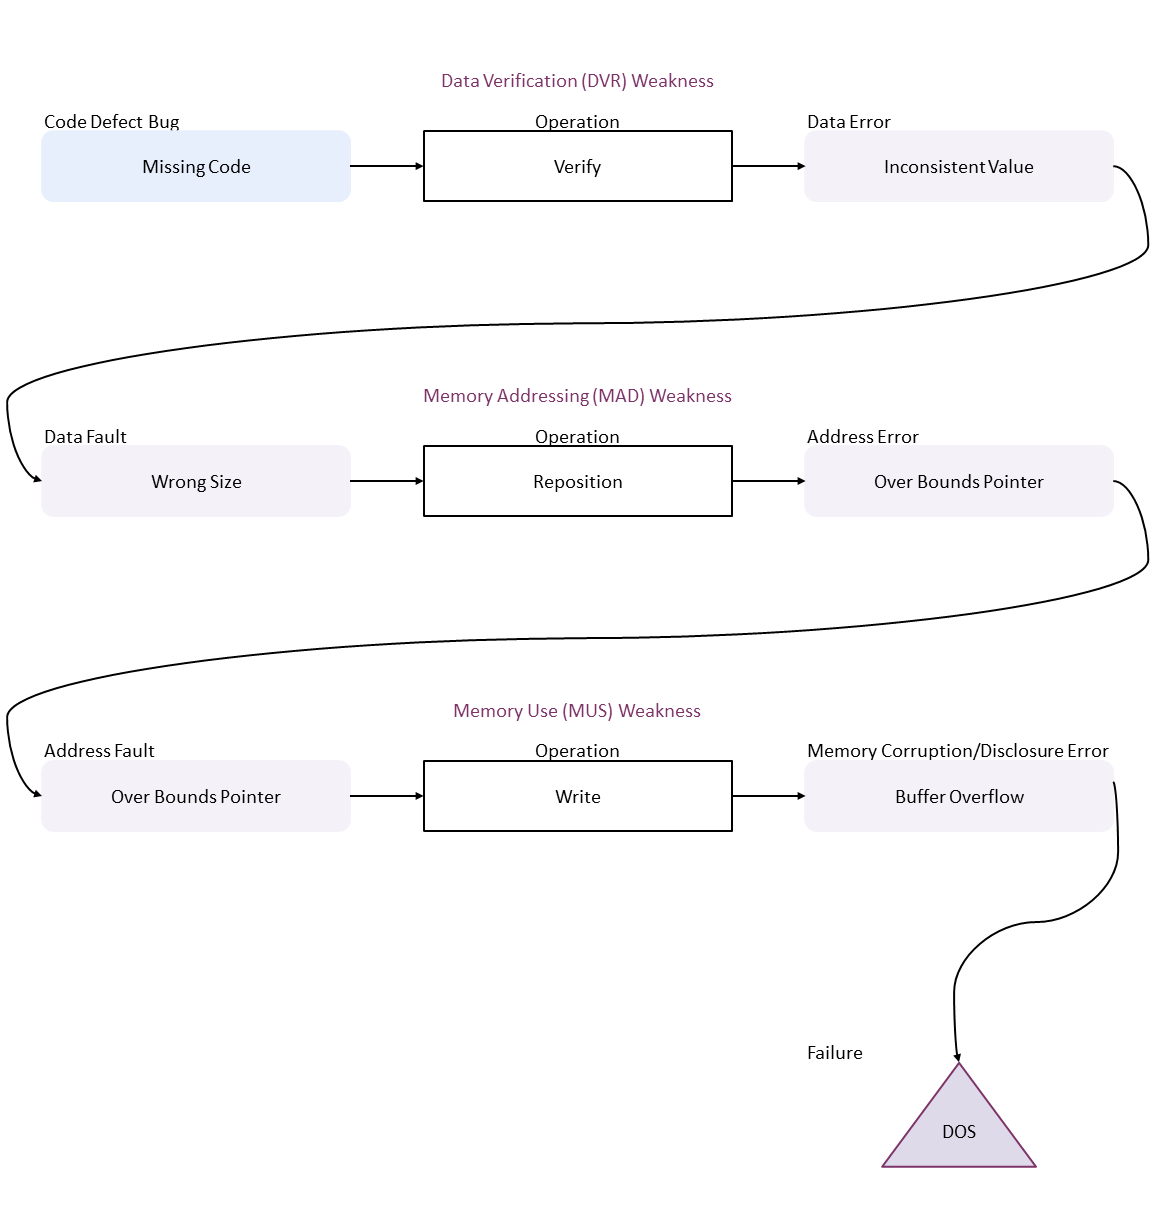 Data Verification (DVR) Weakness
Code Defect Bug
Operation
Data Error
Missing Code
Verify
Inconsistent Value
Memory Addressing (MAD) Weakness
Data Fault
Operation
Address Error
Wrong Size
Reposition
Over Bounds Pointer
Memory Use (MUS) Weakness
Address Fault
Operation
Memory Corruption/Disclosure Error
Over Bounds Pointer
Write
Buffer Overflow
Failure
DOS